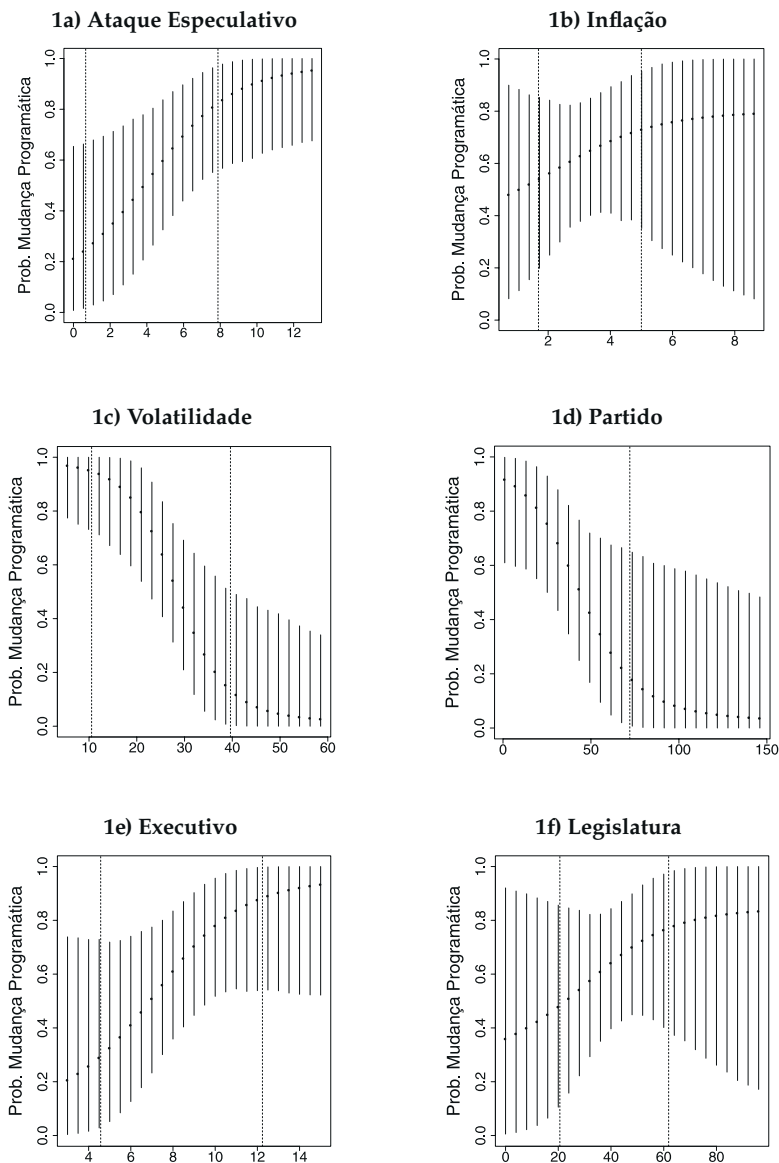 1a) Ataque Especulativo
Prob. Mudança Programática
0.0 0.2 0.4 0.6 0.8 1.0
0 2 4 6 8 10 12
1b) Inflação
Prob. Mudança Programática
0.0 0.2 0.4 0.6 0.8 1.0
2 4 6 8
1c) Volatilidade
Prob. Mudança Programática
0.0 0.2 0.4 0.6 0.8 1.0
10 20 30 40 50 60
1d) Partido
Prob. Mudança Programática
0.0 0.2 0.4 0.6 0.8 1.0
0 50 100 150
1e) Executivo
Prob. Mudança Programática
0.0 0.2 0.4 0.6 0.8 1.0
4 6 8 10 12 14
1f) Legislatura
Prob. Mudança Programática
0.0 0.2 0.4 0.6 0.8 1.0
0 20 40 60 80